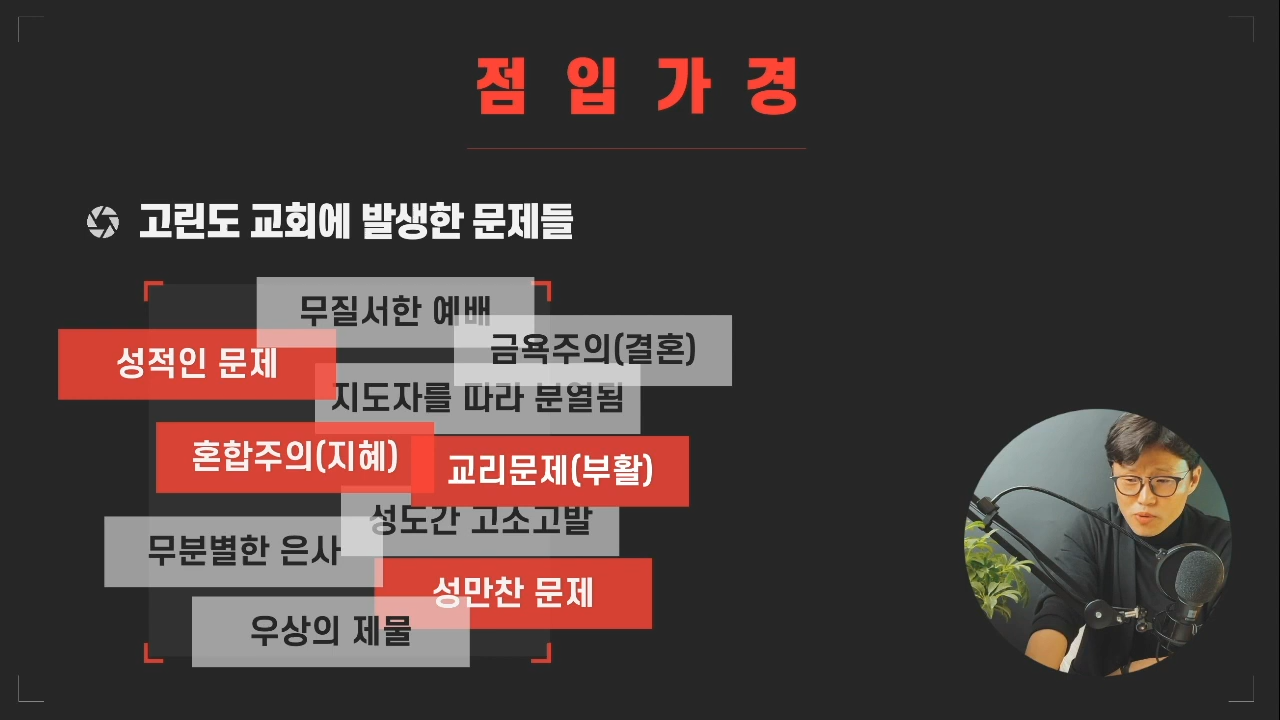 점 입 가 경
고린도 교회에 발생한 문제들
무질서한 예배
금욕주의(결혼)
성적인 문제
지도자를 따라 분열됨
혼합주의(지혜)
교리문제(부활)
성도간 고소고발
무분별한 은사
성만찬 문제
우상의 제물